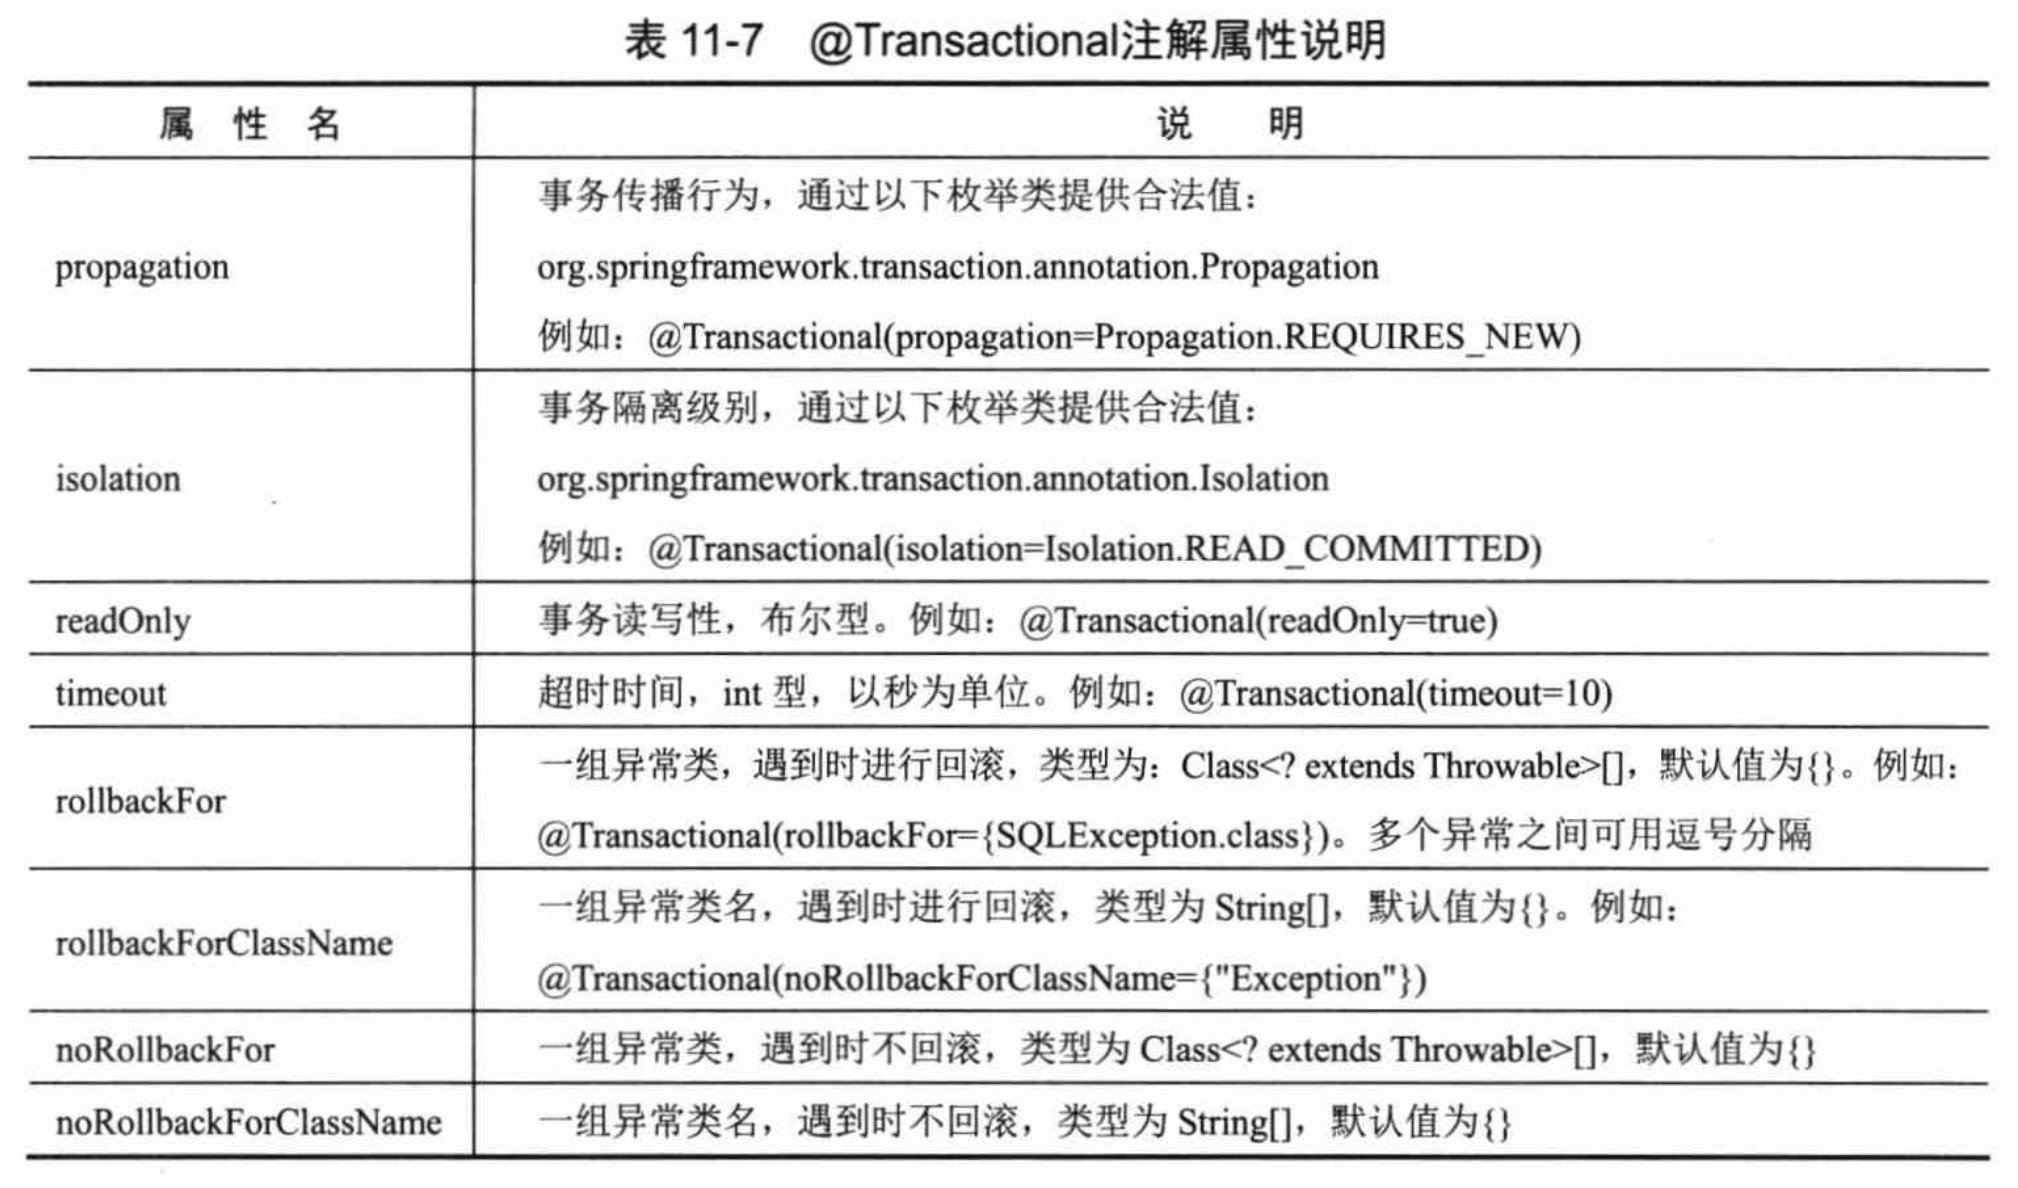 表 11-7 @Transactional注解属性说明
属 性 名
说 明
propagation
事务传播行为，通过以下枚举类提供合法值：
org.springframework.transaction.annotation.Propagation
例如：@Transactional(propagation=Propagation.REQUIRES_NEW)
isolation
事务隔离级别，通过以下枚举类提供合法值：
org.springframework.transaction.annotation.Isolation
例如：@Transactional(isolation=Isolation.READ_COMMITTED)
readOnly
事务读写性，布尔型。例如：@Transactional(readOnly=true)
timeout
超时时间，int 型，以秒为单位。例如：@Transactional(timeout=10)
rollbackFor
一组异常类，遇到时进行回滚，类型为：Class<? extends Throwable>[]，默认值为{}。例如：
@Transactional(rollbackFor={SQLException.class})。多个异常之间可用逗号分隔
rollbackForClassName
一组异常类名，遇到时进行回滚，类型为 String[]，默认值为{}。例如：
@Transactional(noRollbackForClassName={"Exception"})
noRollbackFor
一组异常类，遇到时不回滚，类型为 Class<? extends Throwable>[]，默认值为{}
noRollbackForClassName
一组异常类名，遇到时不回滚，类型为 String[]，默认值为{}